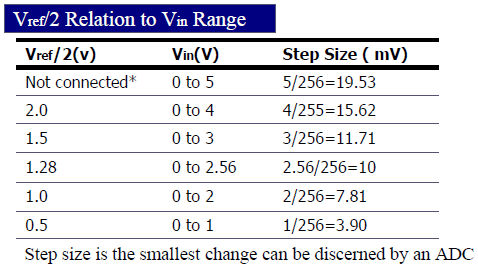 Vref/2 Relation to Vin Range
Vref/2(v) Vin(V) Step Size ( mV)
Not connected* 0 to 5 5/256=19.53
2.0 0 to 4 4/255=15.62
1.5 0 to 3 3/256=11.71
1.28 0 to 2.56 2.56/256=10
1.0 0 to 2 2/256=7.81
0.5 0 to 1 1/256=3.90
Step size is the smallest change can be discerned by an ADC